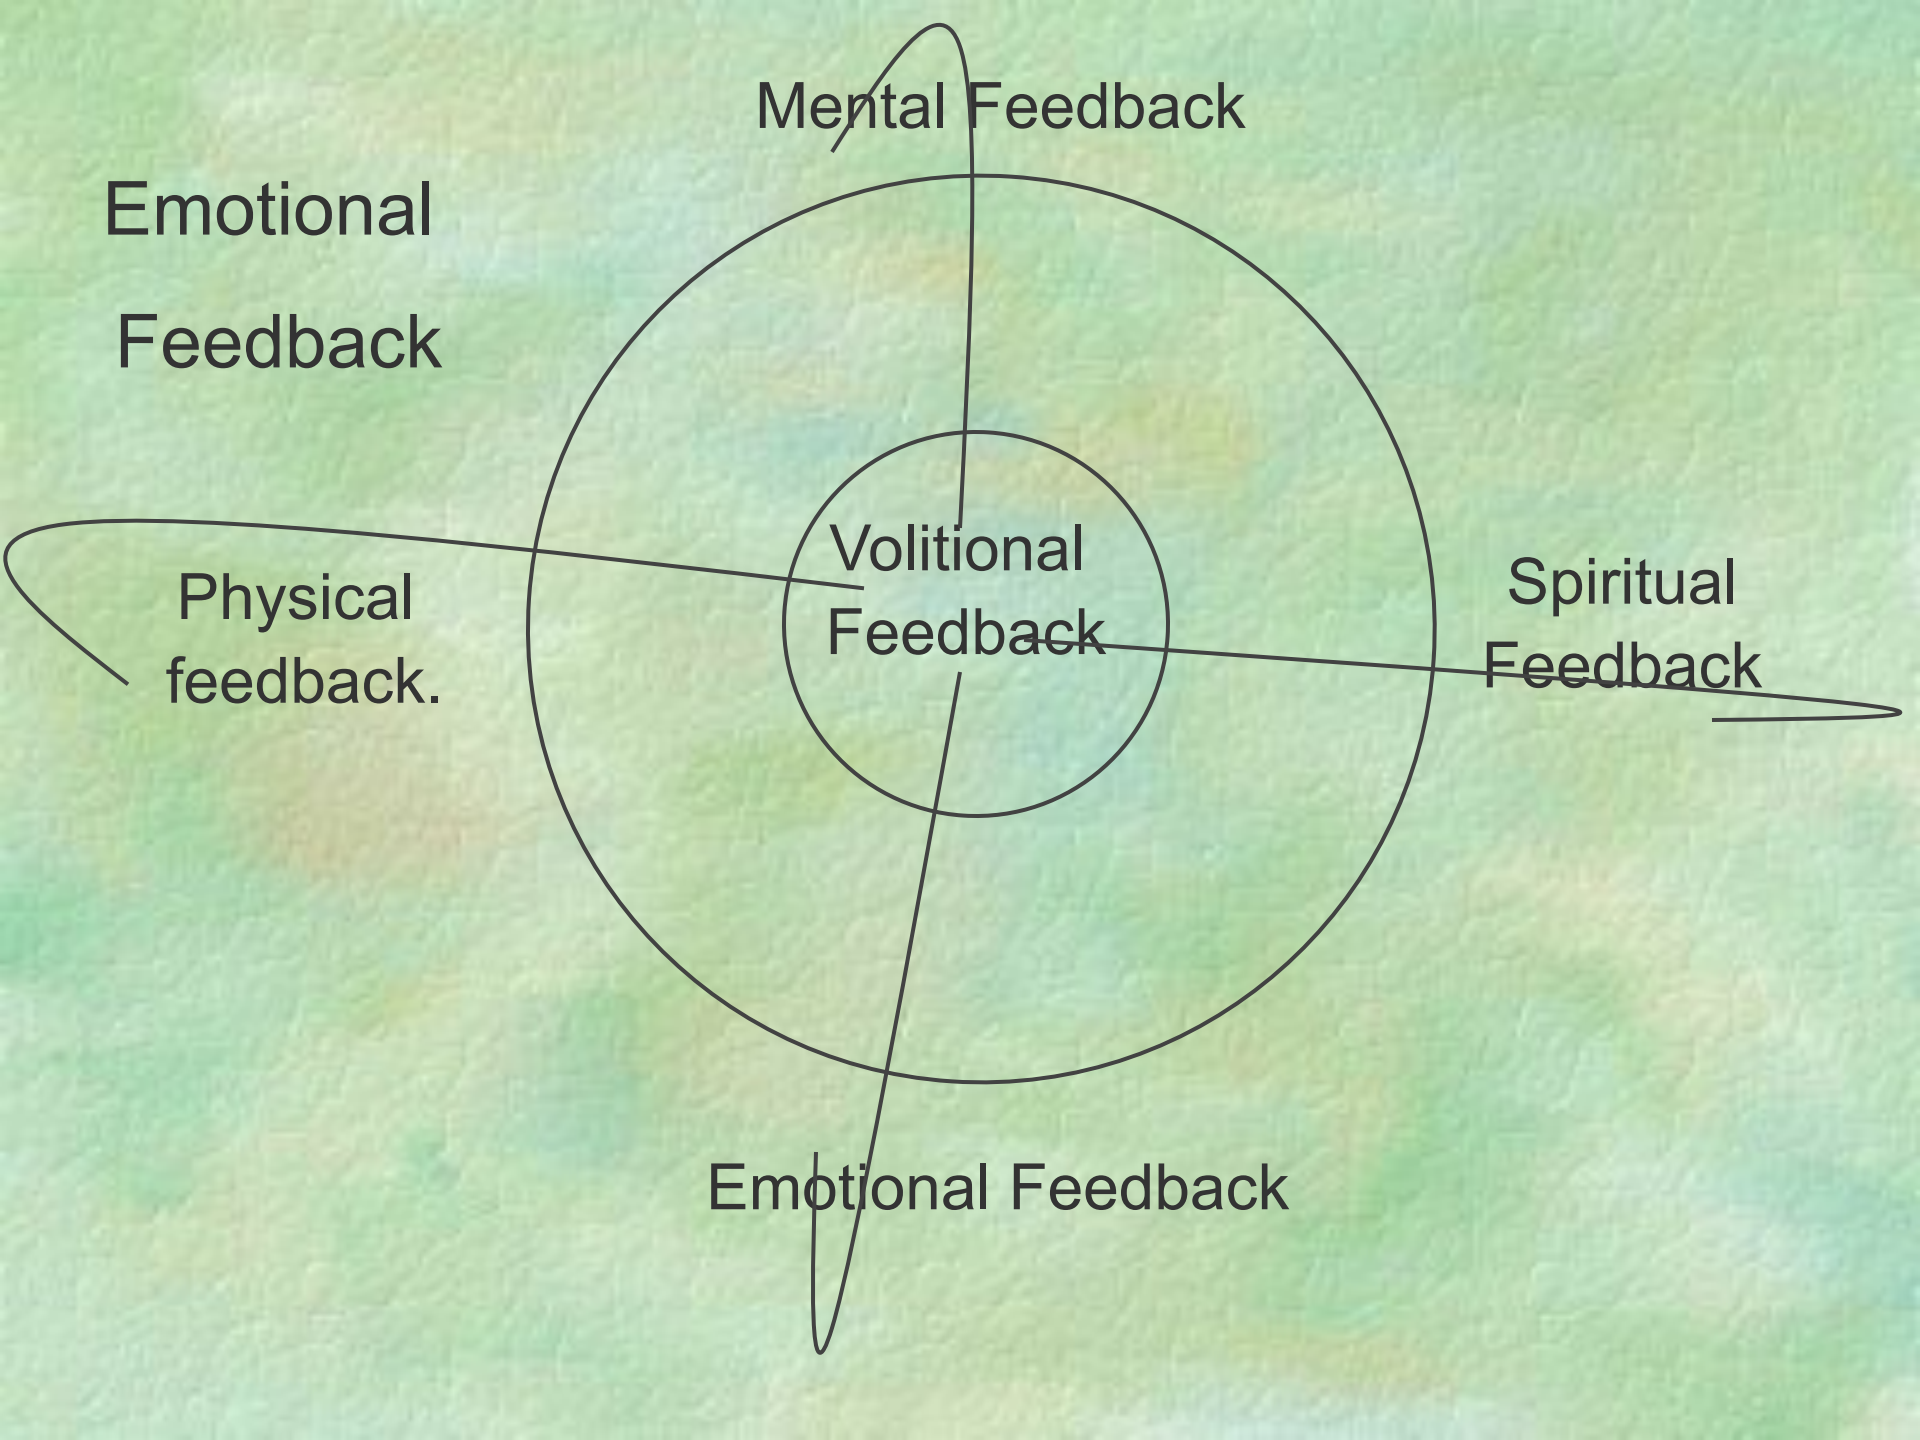 Mental Feedback
Emotional
Feedback
Volitional
Feedback
Physical
feedback.
Spiritual
Feedback
Emotional Feedback